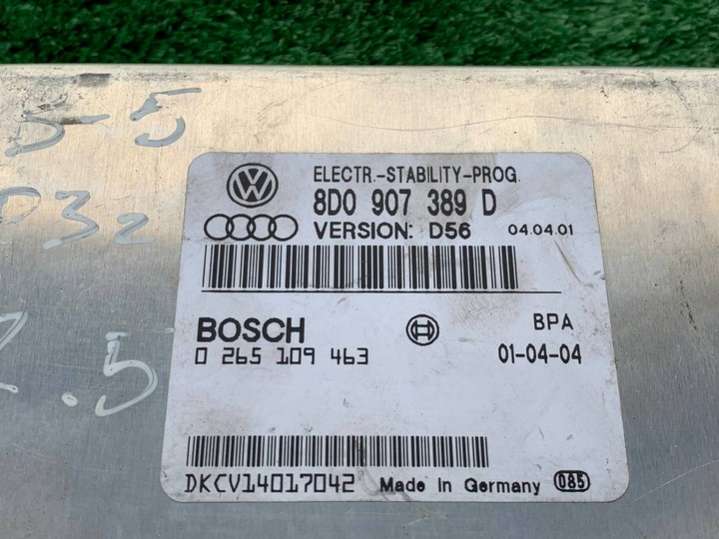 ELECTR.-STABILITY-PROG.
8D0 907 389 D
VERSION: D56 04.04.01
BOSCH BPA
0 265 109 463 01-04-04
DKCV14017042 Made in Germany 085